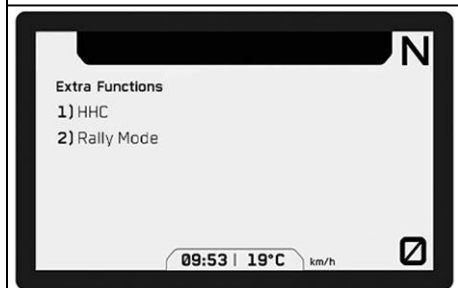 N
Extra Functions
1) HHC
2) Rally Mode
09:53 | 19°C km/h 0